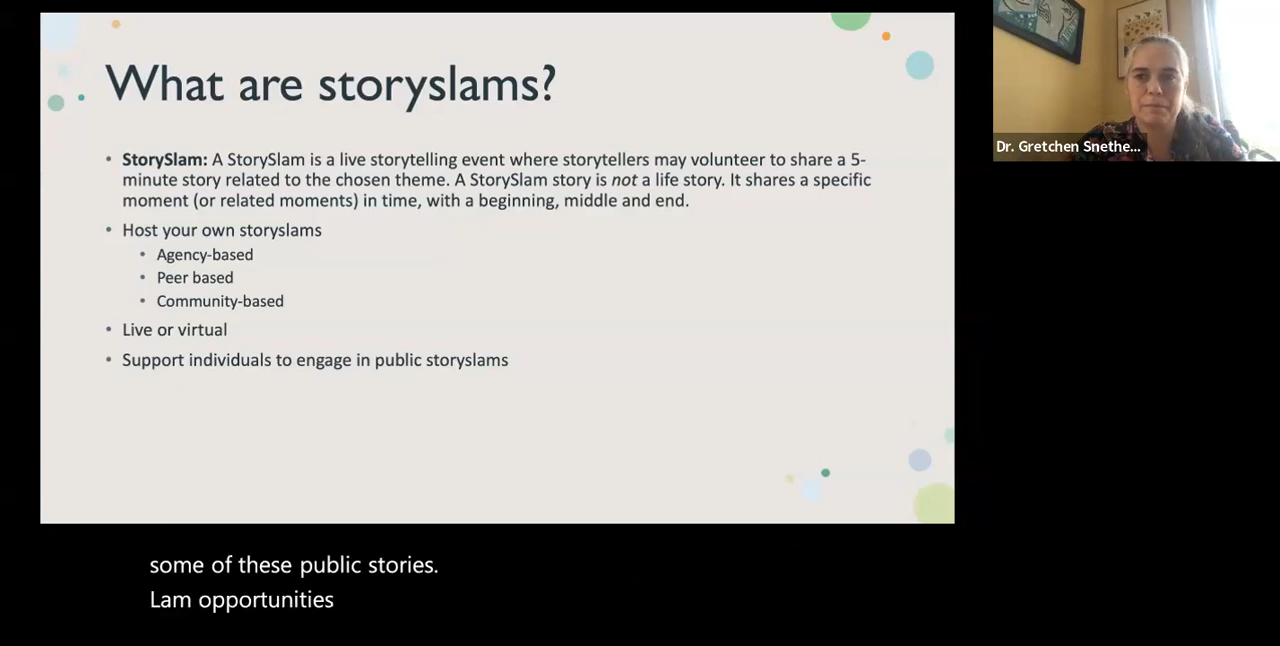 What are storyslams?
• StorySlam: A StorySlam is a live storytelling event where storytellers may volunteer to share a 5-
minute story related to the chosen theme. A StorySlam story is not a life story. It shares a specific
moment (or related moments) in time, with a beginning, middle and end.
• Host your own storyslams
• Agency-based
• Peer based
• Community-based
• Live or virtual
• Support individuals to engage in public storyslams
Dr. Gretchen Snethe...
some of these public stories.
Lam opportunities